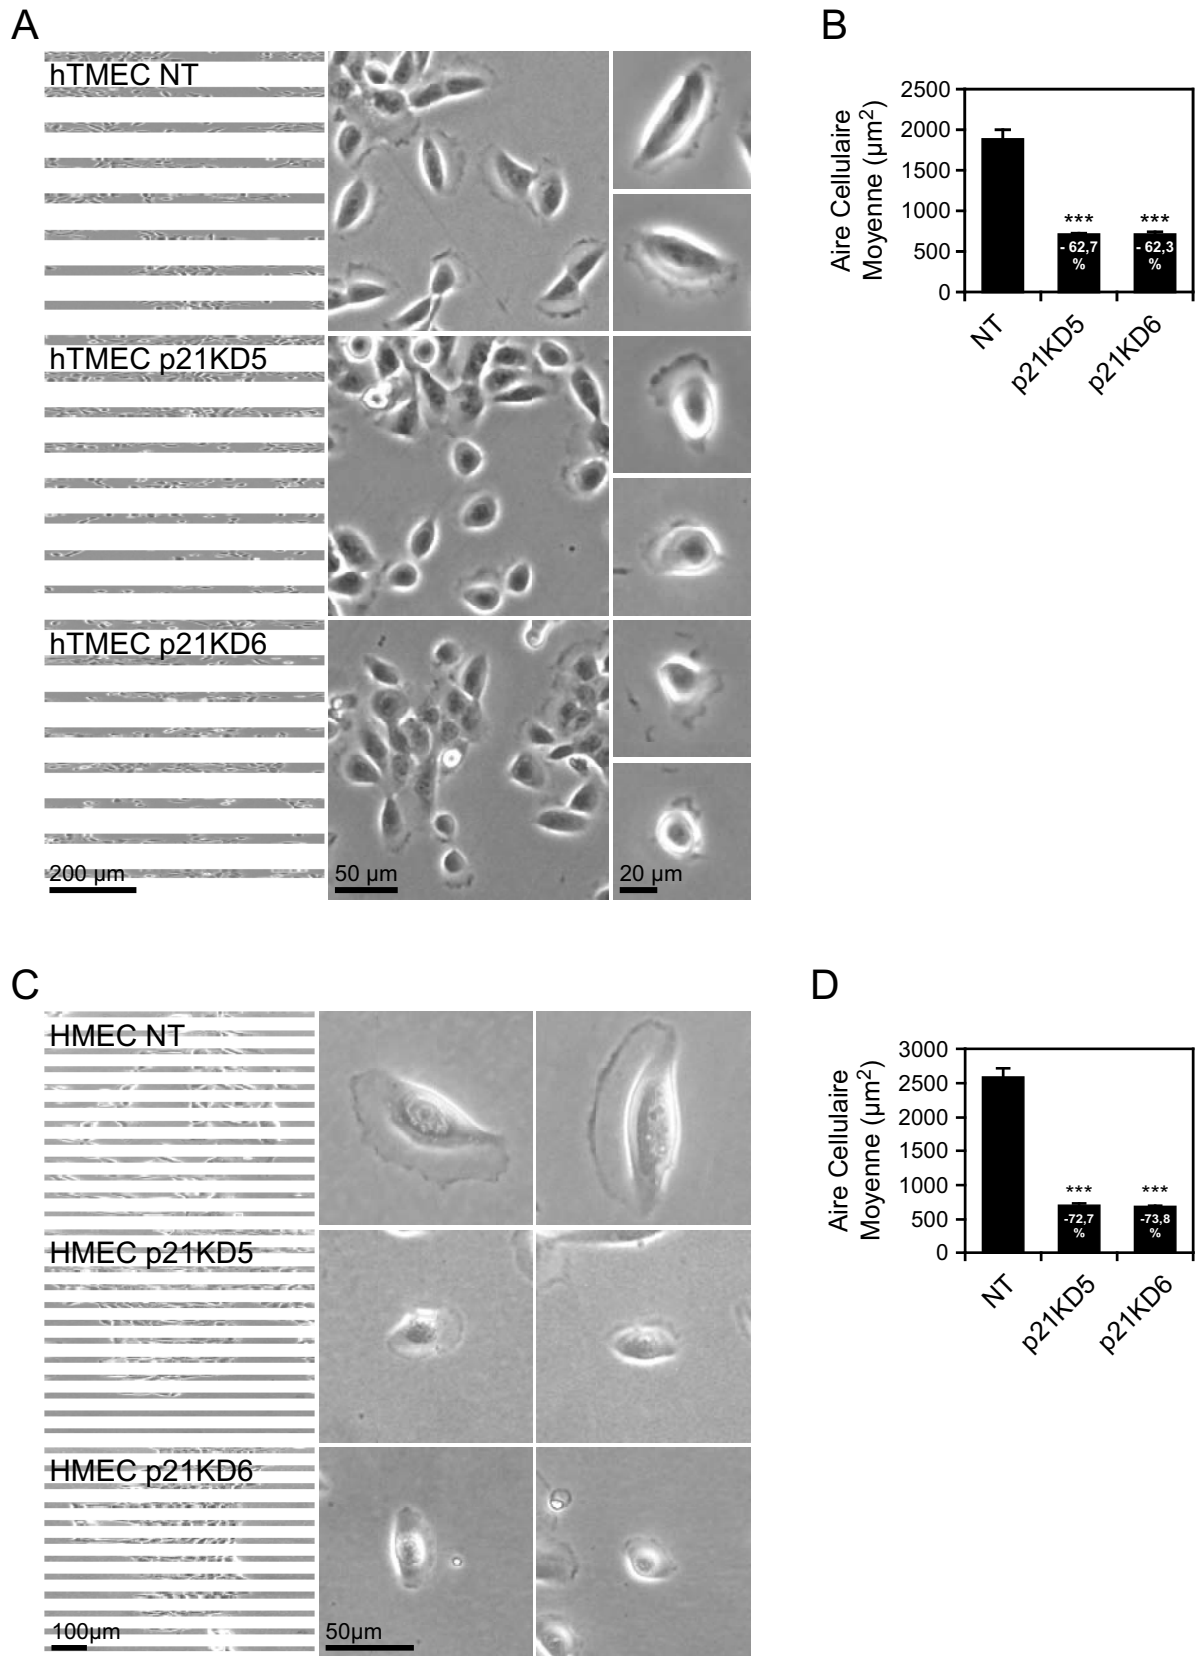 A
B
hTMEC NT
hTMEC p21KD5
hTMEC p21KD6
200 µm
50 µm
20 µm
Aire Cellulaire
Moyenne (µm²)
2500
2000
1500
1000
500
0
***
***
- 62,7
%
- 62,3
%
NT
p21KD5
p21KD6
C
D
HMEC NT
HMEC p21KD5
HMEC p21KD6
100µm
50µm
Aire Cellulaire
Moyenne (µm²)
3000
2500
2000
1500
1000
500
0
***
***
-72,7
%
-73,8
%
NT
p21KD5
p21KD6